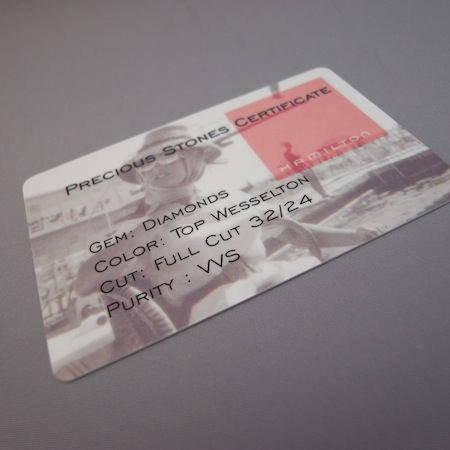 Precious Stones Certificate
HAMILTON
Gem: Diamonds
Color: Top Wesselton
Cut: Full Cut 32/24
Purity : VVS